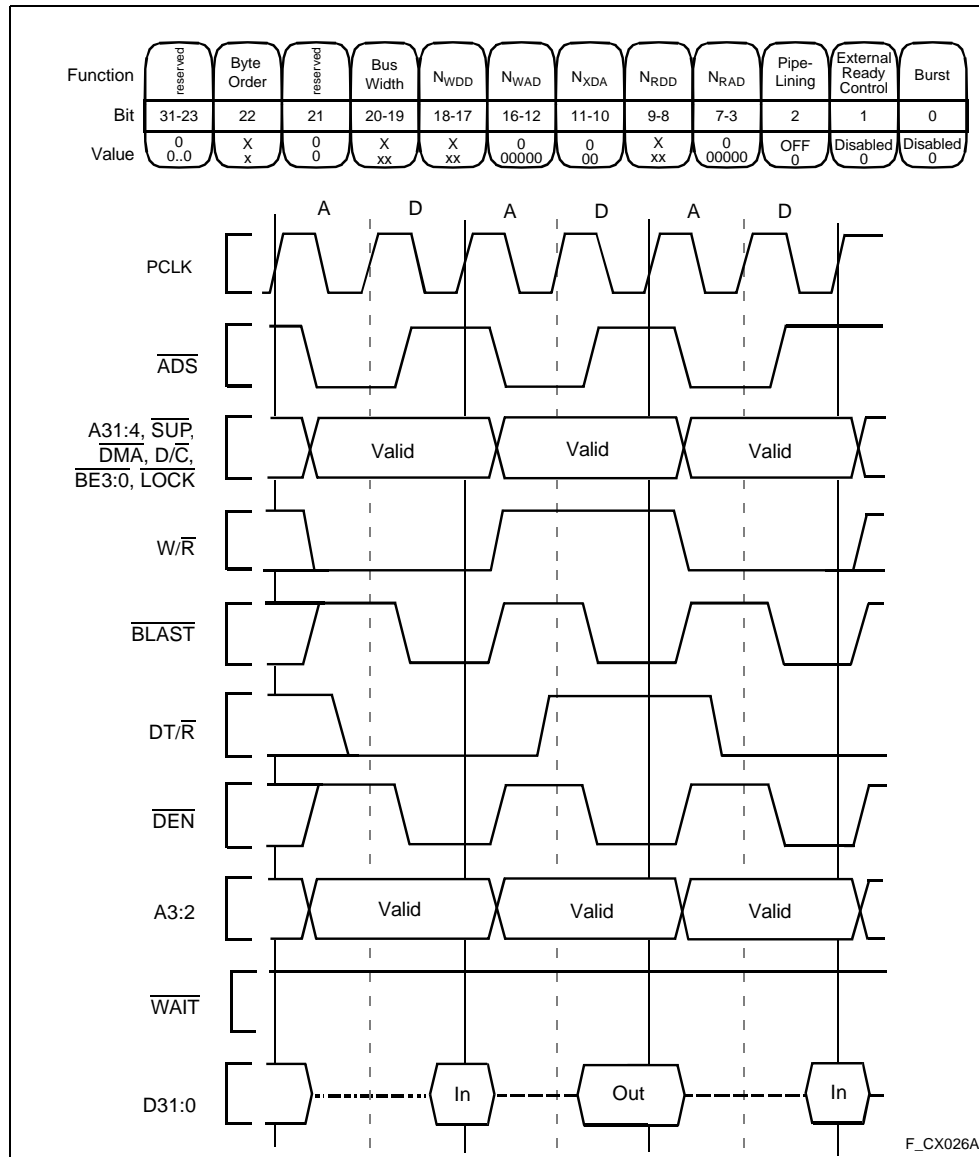 Function reserved Byte Order reserved Bus Width NWDD NWAD NXDA NRDD NRAD Pipe-Lining External Ready Control Burst
Bit 31-23 22 21 20-19 18-17 16-12 11-10 9-8 7-3 2 1 0
Value 0 X 0 X X 0 0 X 0 OFF Disabled Disabled
0..0 x 0 xx xx 00000 00 xx 00000 0 0 0
A D A D A D
PCLK
ADS
A31:4, SUP,
DMA, D/C,
BE3:0, LOCK
Valid Valid Valid
W/R
BLAST
DT/R
DEN
A3:2 Valid Valid Valid
WAIT
D31:0 In Out In
F_CX026A